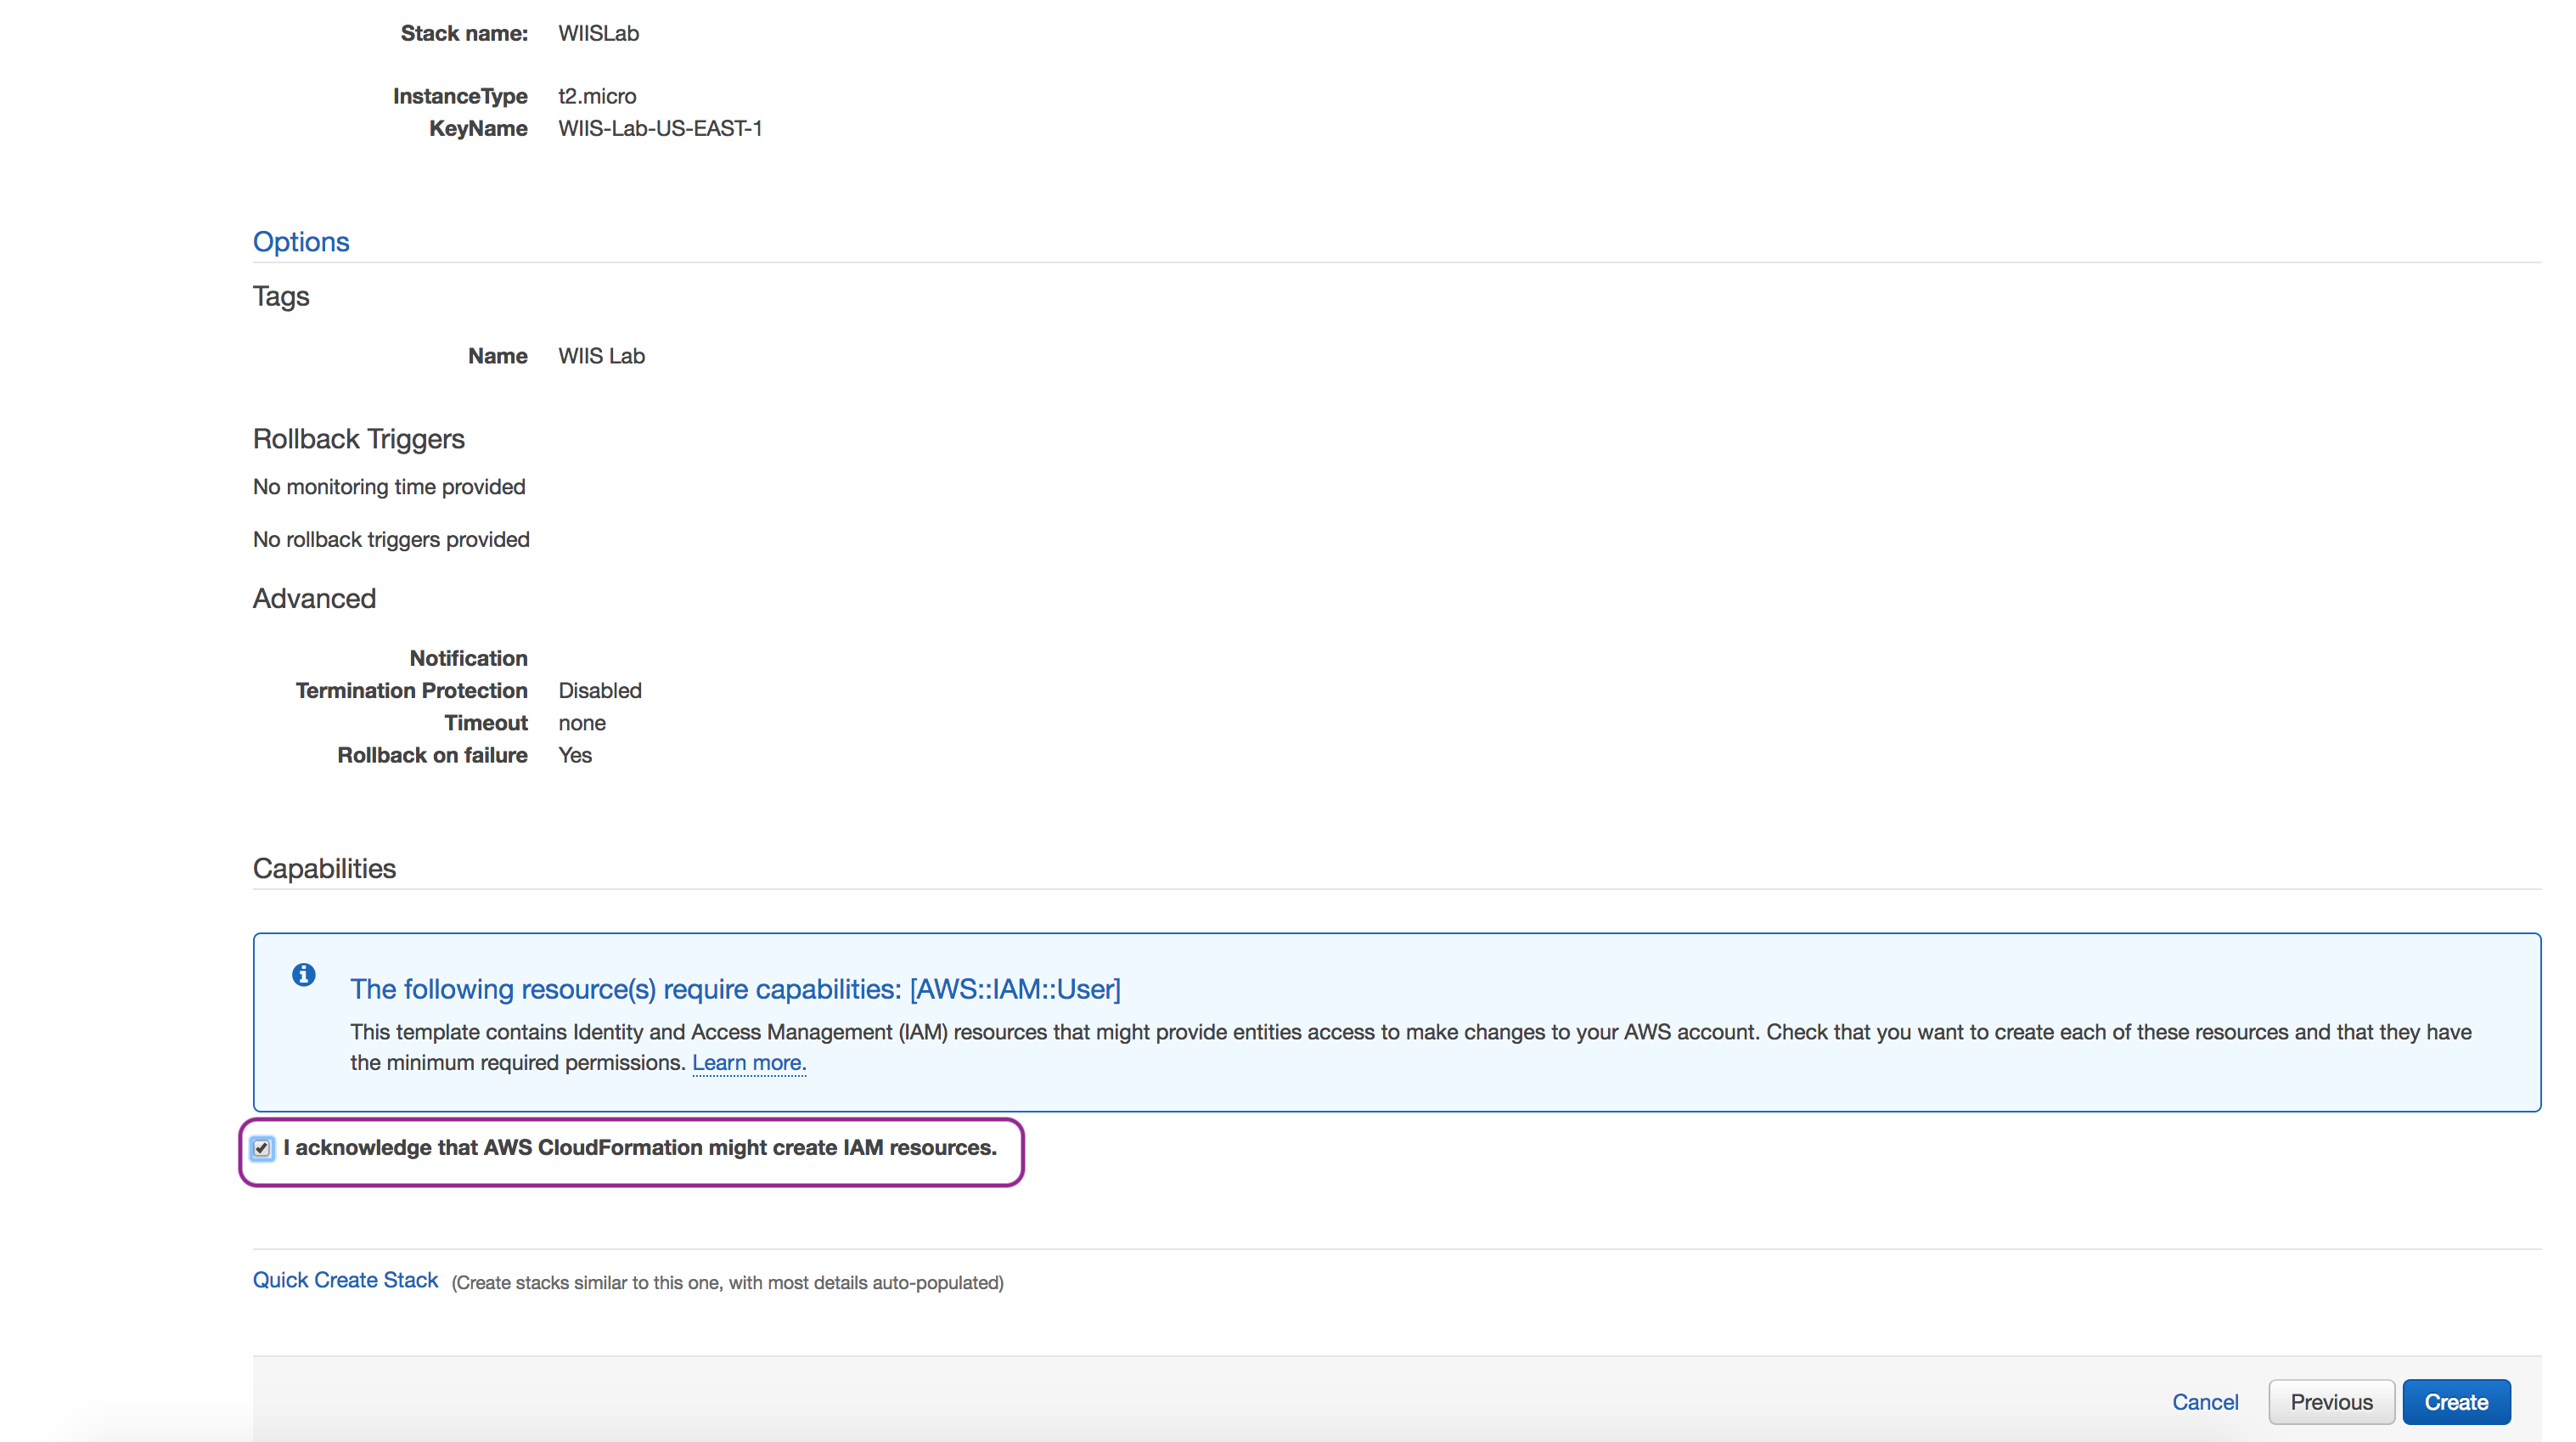 Stack name: WIISLab
InstanceType t2.micro
KeyName WIIS-Lab-US-EAST-1
Options
Tags
Name WIIS Lab
Rollback Triggers
No monitoring time provided
No rollback triggers provided
Advanced
Notification
Termination Protection Disabled
Timeout none
Rollback on failure Yes
Capabilities
The following resource(s) require capabilities: [AWS::IAM::User]
This template contains Identity and Access Management (IAM) resources that might provide entities access to make changes to your AWS account. Check that you want to create each of these resources and that they have
the minimum required permissions. Learn more.
I acknowledge that AWS CloudFormation might create IAM resources.
Quick Create Stack (Create stacks similar to this one, with most details auto-populated)
Cancel Previous Create